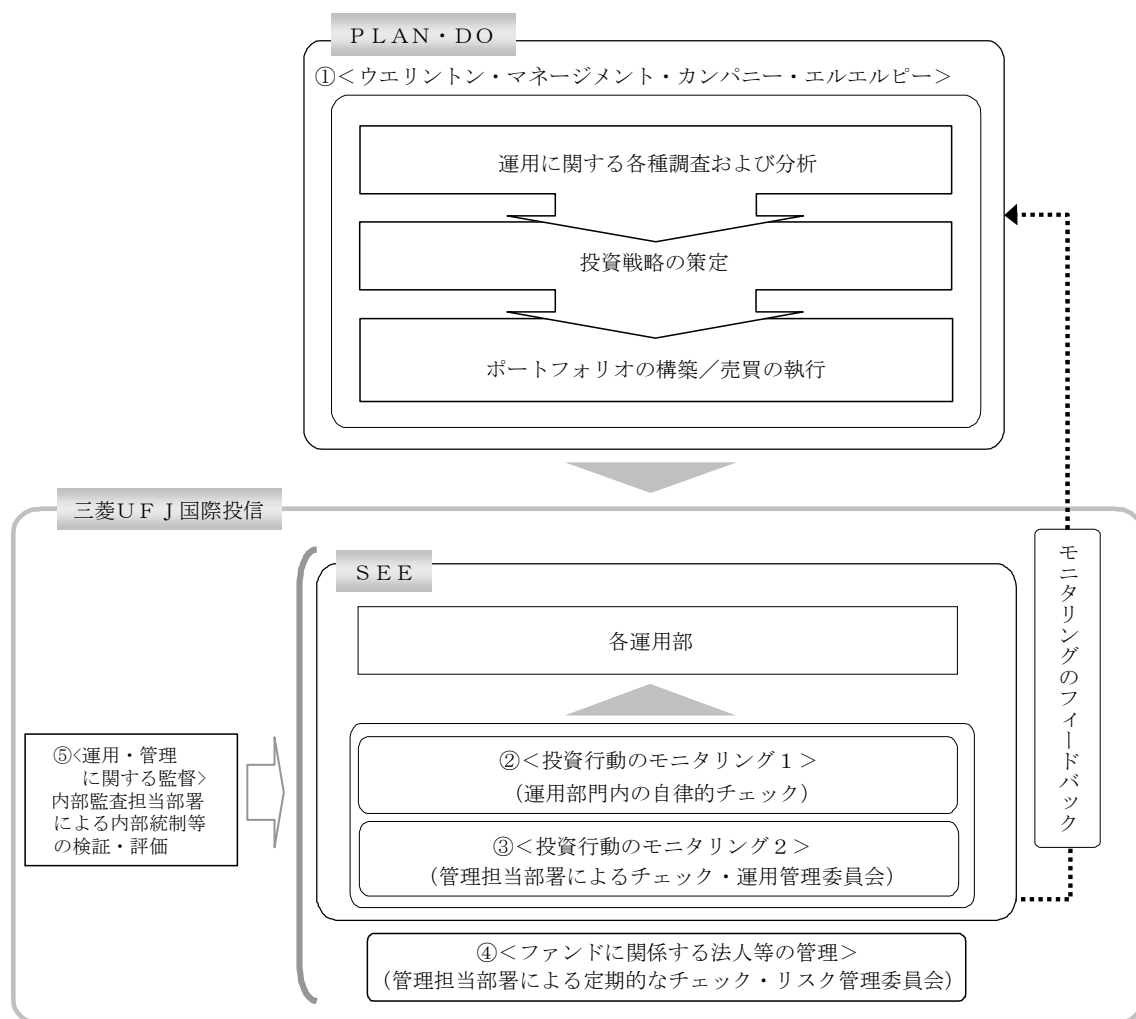 ＰＬＡＮ・ＤＯ
①＜ウエリントン・マネージメント・カンパニー・エルエルピー＞
運用に関する各種調査および分析
投資戦略の策定
ポートフォリオの構築／売買の執行
三菱ＵＦＪ国際投信
ＳＥＥ
各運用部
②＜投資行動のモニタリング１＞
（運用部門内の自律的チェック）
③＜投資行動のモニタリング２＞
（管理担当部署によるチェック・運用管理委員会）
④＜ファンドに関係する法人等の管理＞
（管理担当部署による定期的なチェック・リスク管理委員会）
⑤<運用・管理
に関する監督>
内部監査担当部署
による内部統制等
の検証・評価
モニタリングのフィードバック